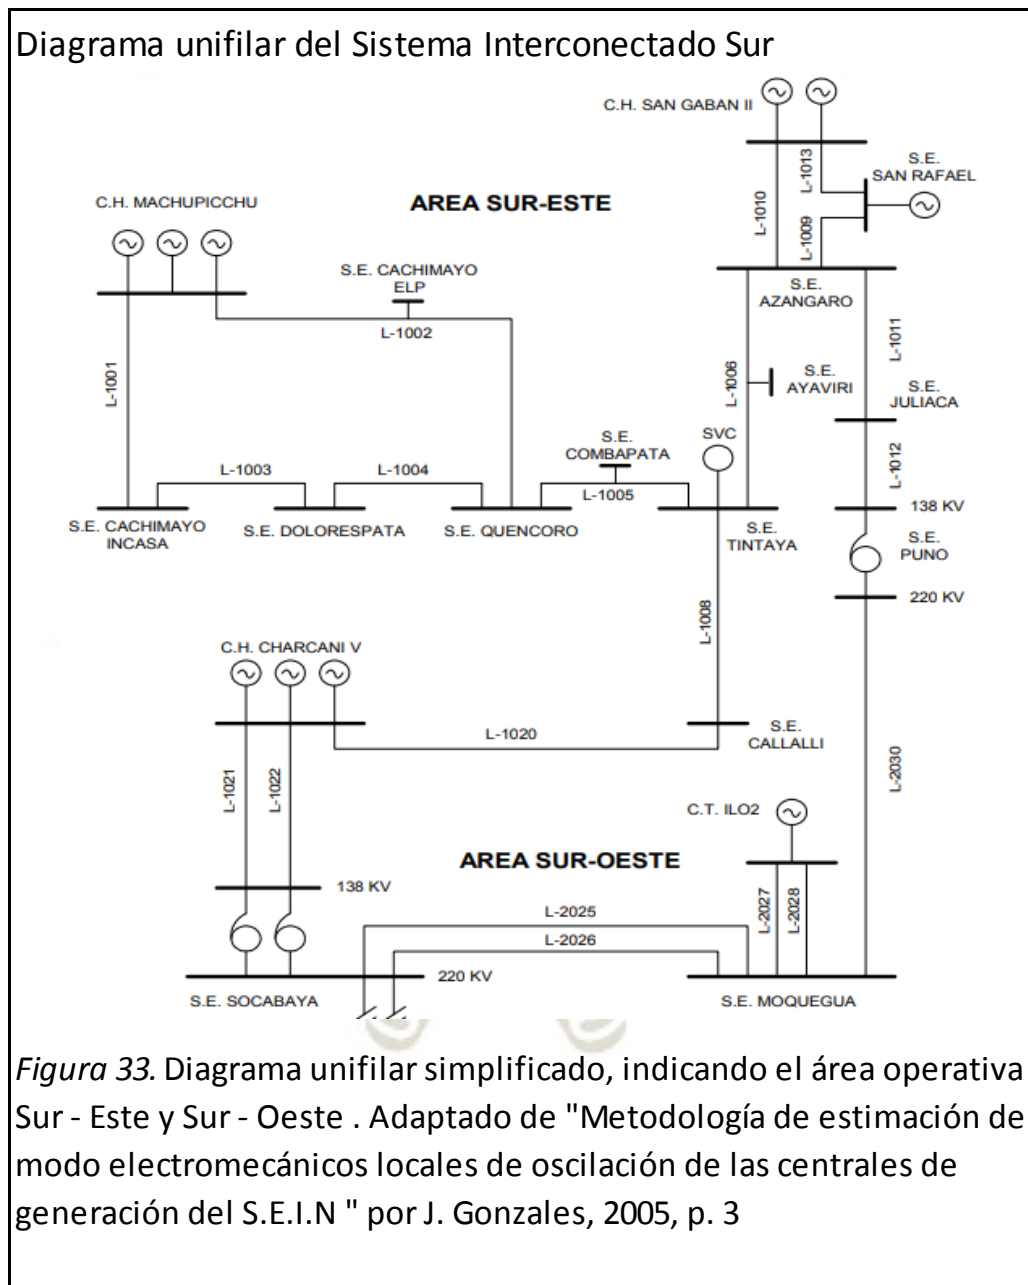 Diagrama unifilar del Sistema Interconectado Sur
C.H. SAN GABAN II
L-1013
S.E.
SAN RAFAEL
L-1010
L-1009
C.H. MACHUPICCHU
AREA SUR-ESTE
S.E. CACHIMAYO
ELP
L-1002
S.E.
AZANGARO
L-1001
L-1006
L-1011
S.E.
AYAVIRI
S.E.
JULIACA
S.E.
COMBAPATA
SVC
L-1012
L-1003
L-1004
L-1005
138 KV
S.E. CACHIMAYO
INCASA
S.E. DOLORESPATA
S.E. QUENCORO
S.E.
TINTAYA
S.E.
PUNO
220 KV
L-1008
C.H. CHARCANI V
L-1020
S.E.
CALLALLI
L-1021
L-1022
L-2030
C.T. ILO2
AREA SUR-OESTE
138 KV
L-2027
L-2028
L-2025
L-2026
220 KV
S.E. SOCABAYA
S.E. MOQUEGUA
Figura 33. Diagrama unifilar simplificado, indicando el área operativa
Sur - Este y Sur - Oeste . Adaptado de "Metodología de estimación de
modo electromecánicos locales de oscilación de las centrales de
generación del S.E.I.N " por J. Gonzales, 2005, p. 3